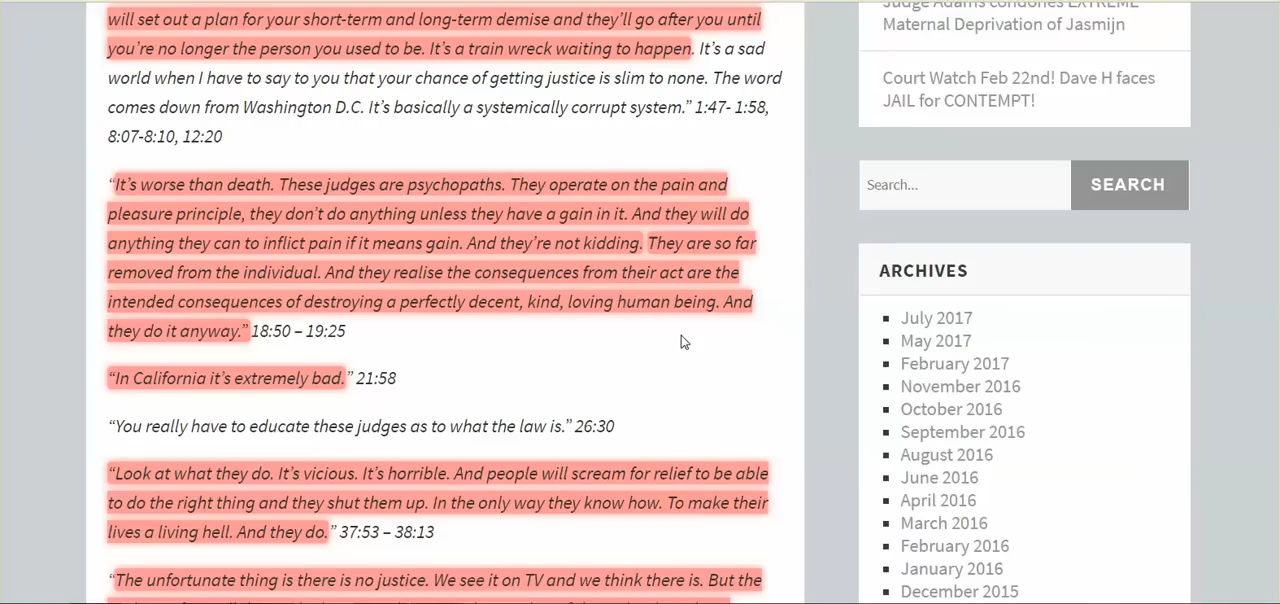 will set out a plan for your short-term and long-term demise and they'll go after you until
you're no longer the person you used to be. It's a train wreck waiting to happen. It's a sad
world when I have to say to you that your chance of getting justice is slim to none. The word
comes down from Washington D.C. It's basically a systemically corrupt system.” 1:47- 1:58,
8:07-8:10, 12:20
“It's worse than death. These judges are psychopaths. They operate on the pain and
pleasure principle, they don't do anything unless they have a gain in it. And they will do
anything they can to inflict pain if it means gain. And they're not kidding. They are so far
removed from the individual. And they realise the consequences from their act are the
intended consequences of destroying a perfectly decent, kind, loving human being. And
they do it anyway.” 18:50 – 19:25
“In California it's extremely bad.” 21:58
“You really have to educate these judges as to what the law is.” 26:30
“Look at what they do. It's vicious. It's horrible. And people will scream for relief to be able
to do the right thing and they shut them up. In the only way they know how. To make their
lives a living hell. And they do.” 37:53 – 38:13
“The unfortunate thing is there is no justice. We see it on TV and we think there is. But the
Judge Adams condones EXTREME
Maternal Deprivation of Jasmijn
Court Watch Feb 22nd! Dave H faces
JAIL for CONTEMPT!
Search...
SEARCH
ARCHIVES
July 2017
May 2017
February 2017
November 2016
October 2016
September 2016
August 2016
June 2016
April 2016
March 2016
February 2016
January 2016
December 2015